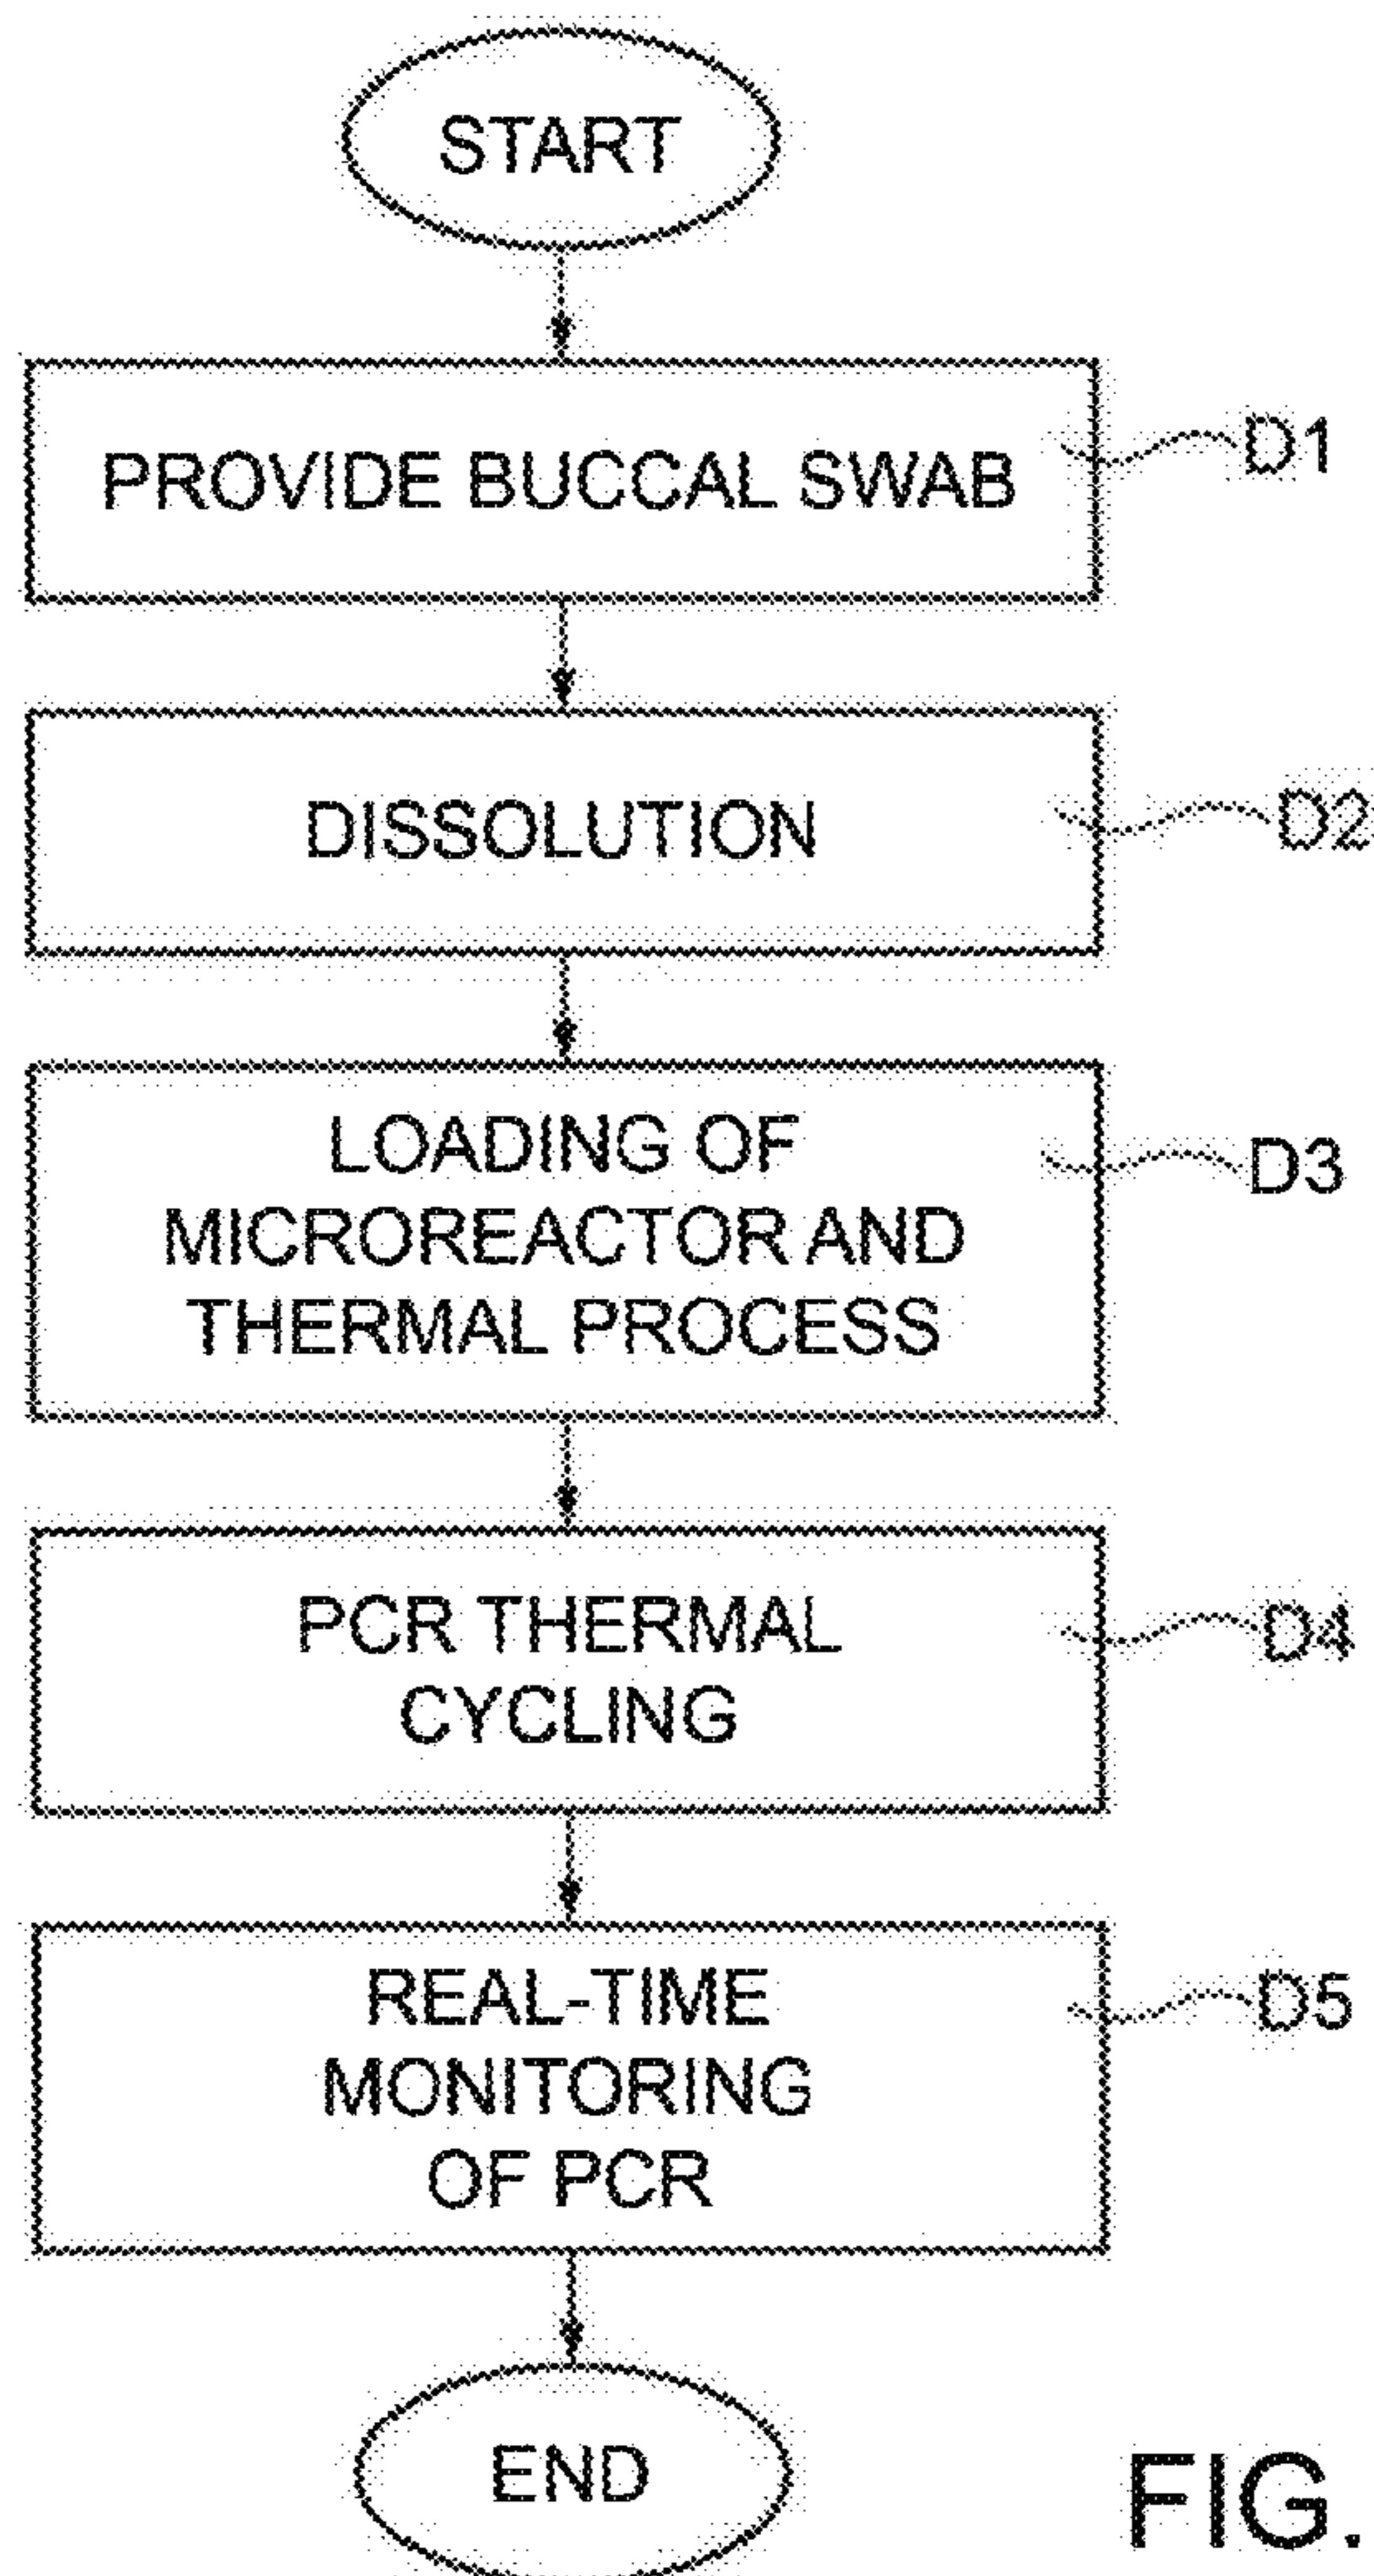 START
PROVIDE BUCCAL SWAB
D1
DISSOLUTION
D2
LOADING OF
MICROREACTOR AND
THERMAL PROCESS
D3
PCR THERMAL
CYCLING
D4
REAL-TIME
MONITORING
OF PCR
D5
END
FIG.